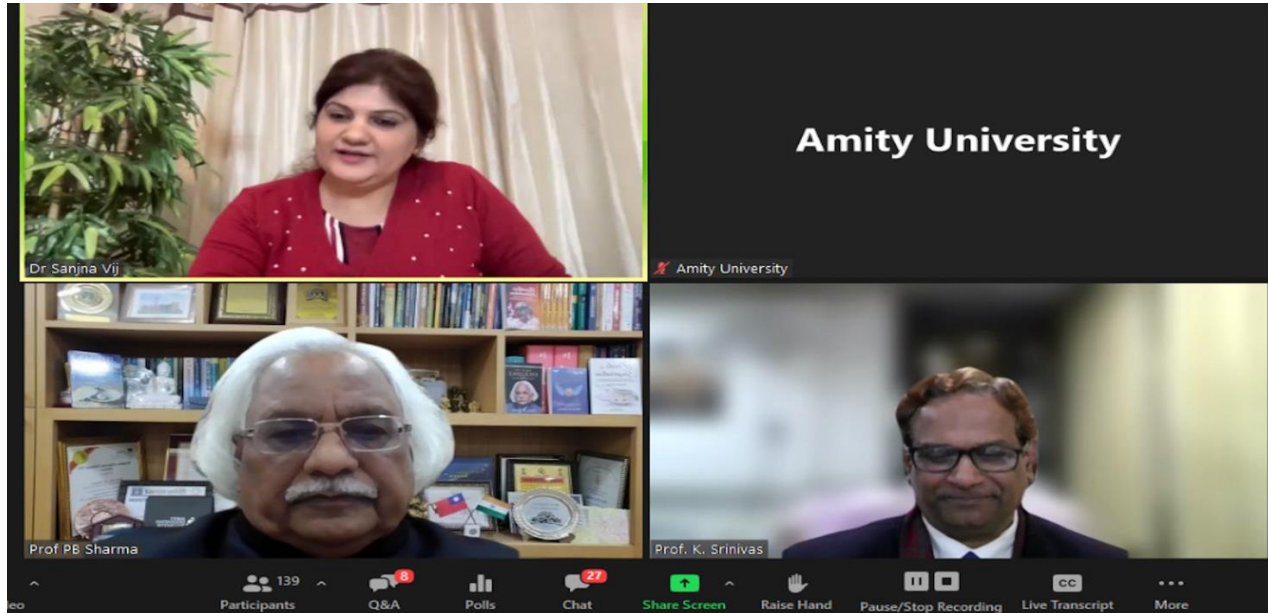 Dr Sanjna Vij
Amity University
Amity University
Prof PB Sharma
Prof. K. Srinivas
eo
139
Participants
8
Q&A
Polls
27
Chat
Share Screen
Raise Hand
Pause/Stop Recording
CC
Live Transcript
More